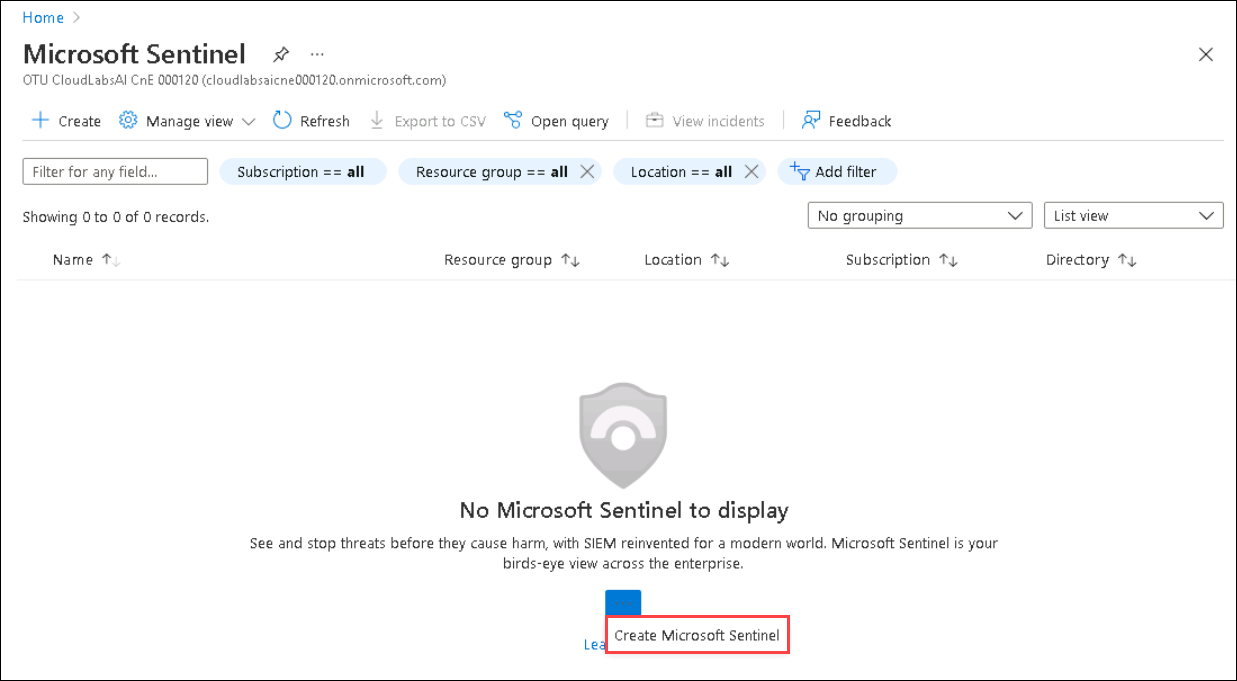 Home
Microsoft Sentinel ...
OTU CloudLabsAI CnE 000120 (cloudlabsaicne000120.onmicrosoft.com)
Create Manage view Refresh Export to CSV Open query View incidents Feedback
Filter for any field... Subscription == all Resource group == all Location == all Add filter
Showing 0 to 0 of 0 records. No grouping List view
Name Resource group Location Subscription Directory
No Microsoft Sentinel to display
See and stop threats before they cause harm, with SIEM reinvented for a modern world. Microsoft Sentinel is your
birds-eye view across the enterprise.
Create Microsoft Sentinel
Lea